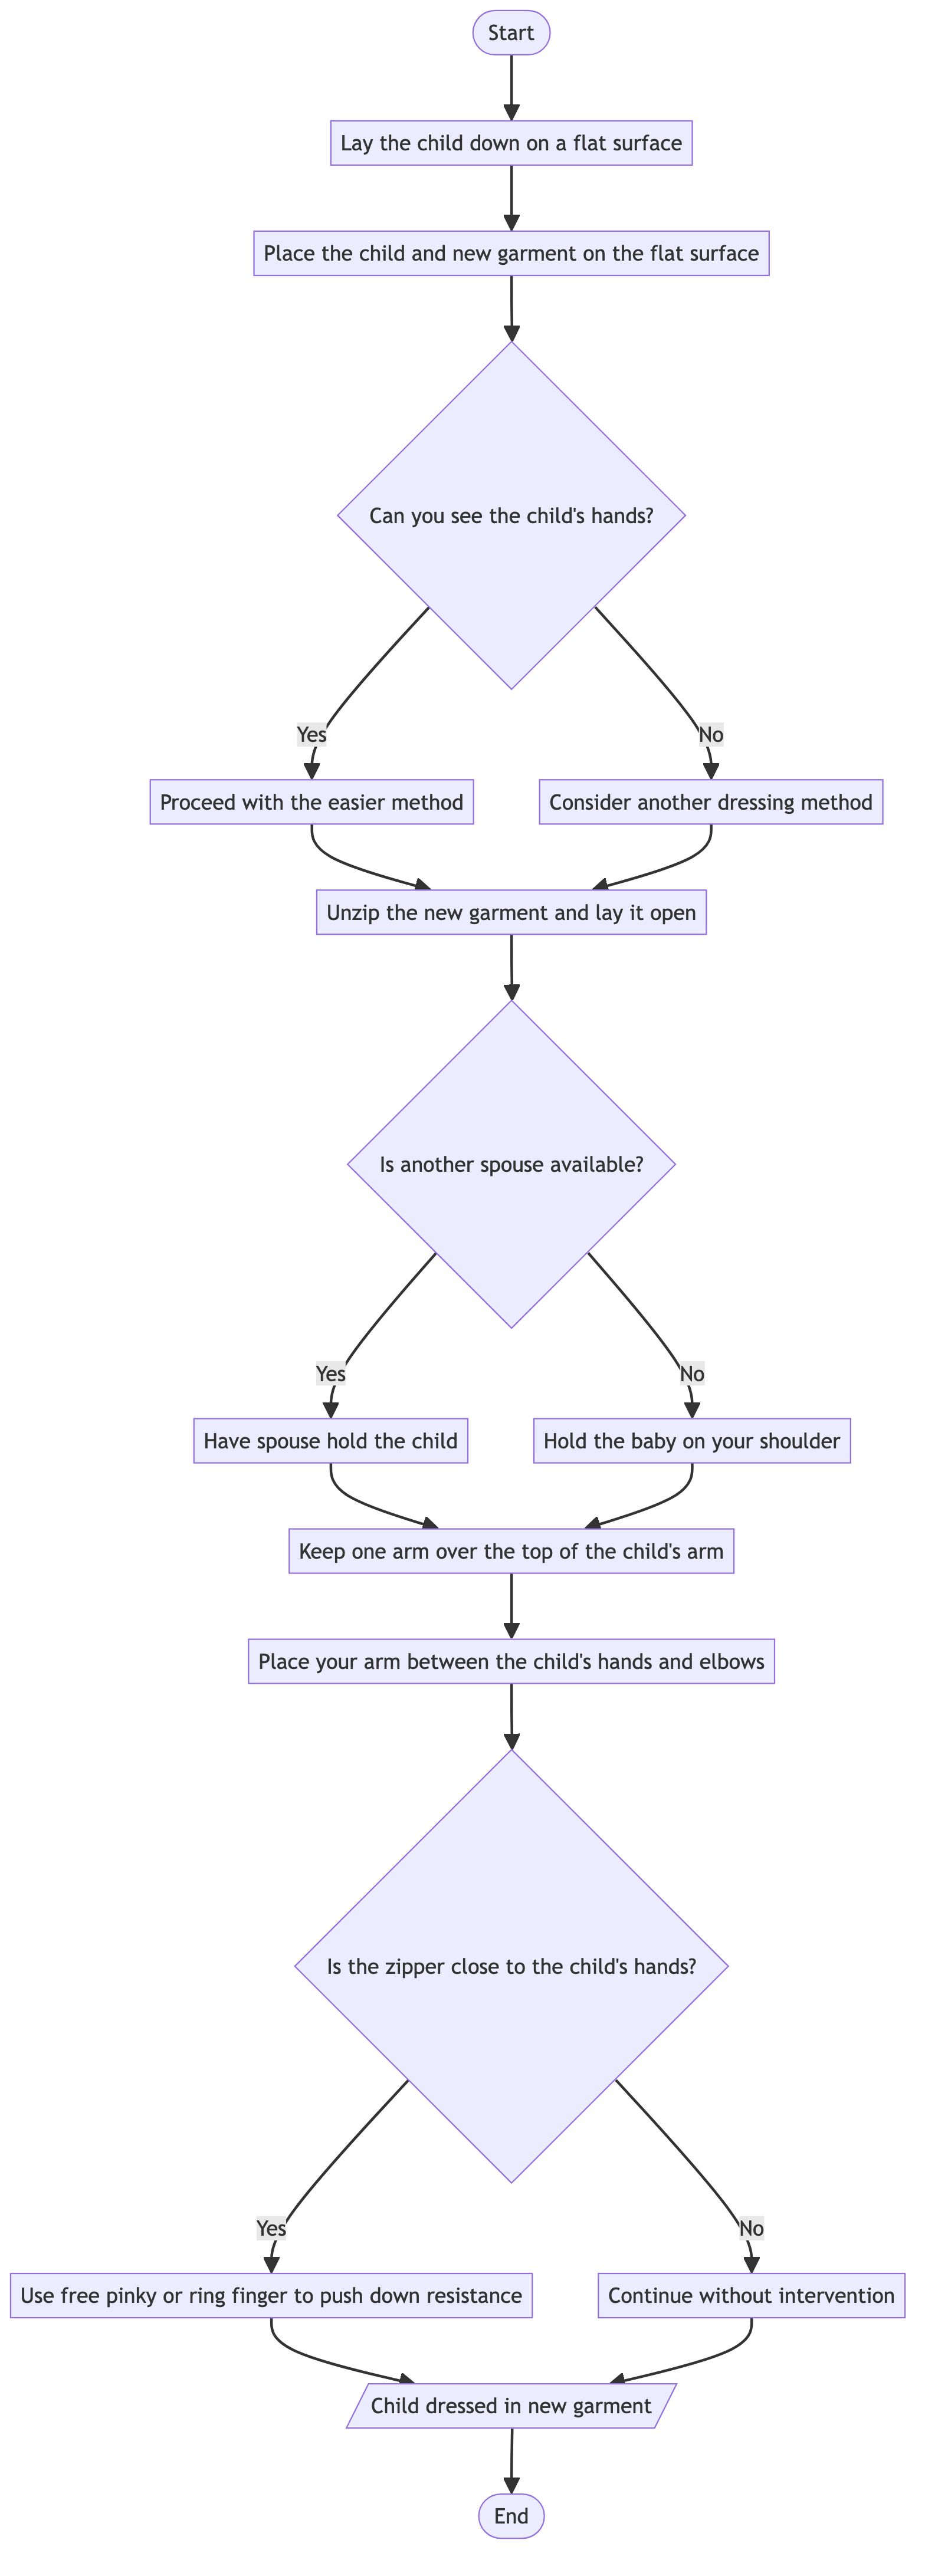 Start
Lay the child down on a flat surface
Place the child and new garment on the flat surface
Can you see the child's hands?
Yes
No
Proceed with the easier method
Consider another dressing method
Unzip the new garment and lay it open
Is another spouse available?
Yes
No
Have spouse hold the child
Hold the baby on your shoulder
Keep one arm over the top of the child's arm
Place your arm between the child's hands and elbows
Is the zipper close to the child's hands?
Yes
No
Use free pinky or ring finger to push down resistance
Continue without intervention
Child dressed in new garment
End